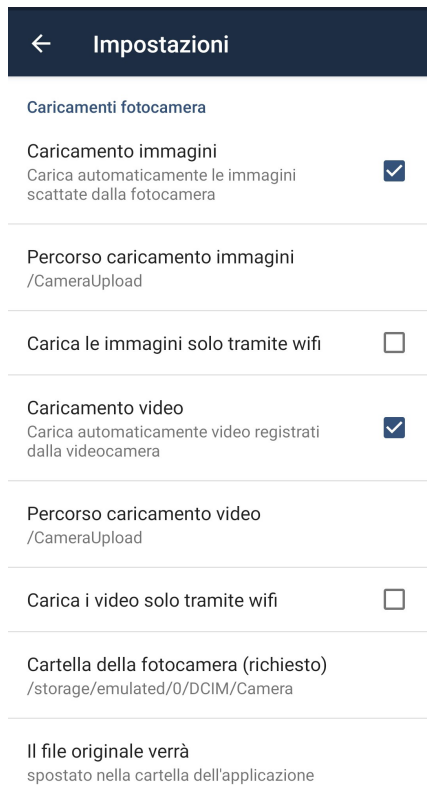 Impostazioni
Caricamenti fotocamera
Caricamento immagini
Carica automaticamente le immagini
scattate dalla fotocamera
Percorso caricamento immagini
/CameraUpload
Carica le immagini solo tramite wifi
Caricamento video
Carica automaticamente video registrati
dalla videocamera
Percorso caricamento video
/CameraUpload
Carica i video solo tramite wifi
Cartella della fotocamera (richiesto)
/storage/emulated/0/DCIM/Camera
Il file originale verrà
spostato nella cartella dell'applicazione